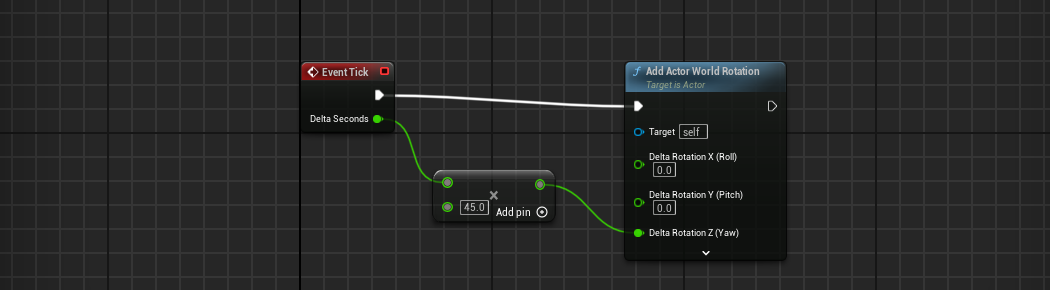 Event Tick
Delta Seconds
45.0
Add pin
f Add Actor World Rotation
Target is Actor
Target self
Delta Rotation X (Roll)
0.0
Delta Rotation Y (Pitch)
0.0
Delta Rotation Z (Yaw)